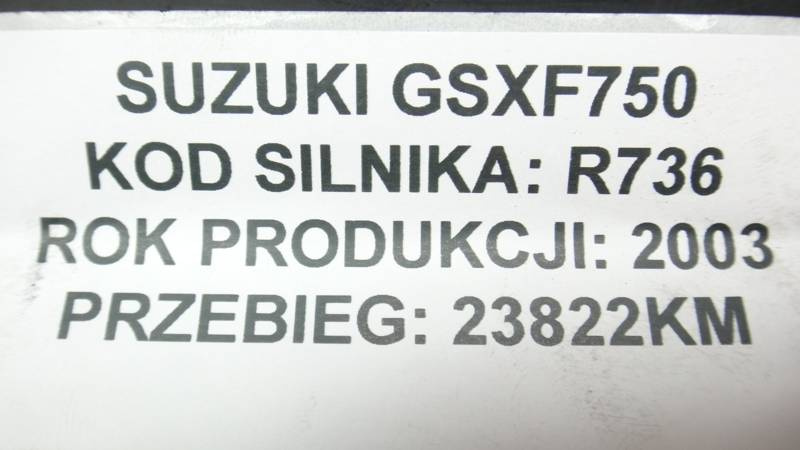 SUZUKI GSXF750
KOD SILNIKA: R736
ROK PRODUKCJI: 2003
PRZEBIEG: 23822KM